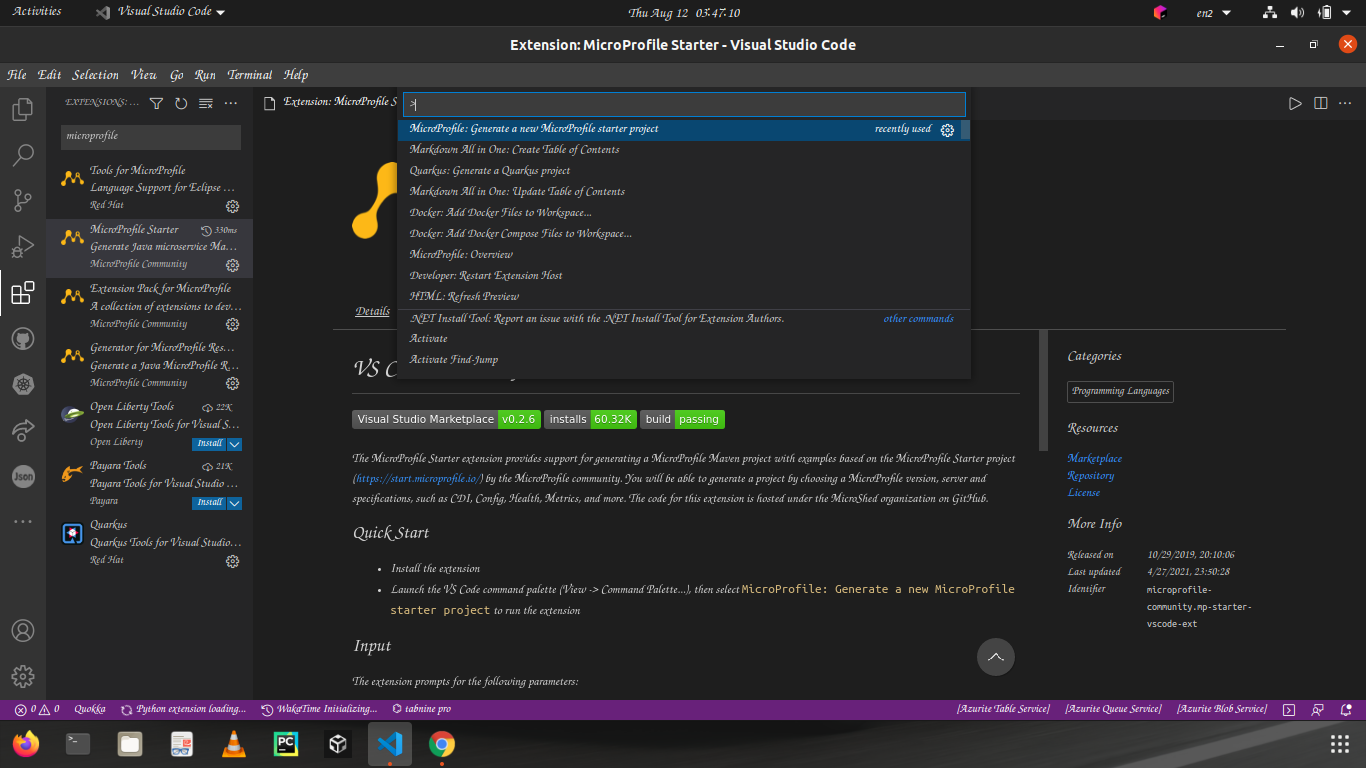 Activities
Visual Studio Code
Thu Aug 12 03:47:10
en2
Extension: MicroProfile Starter - Visual Studio Code
File Edit Selection View Go Run Terminal Help
EXTENSIONS: ...
microprofile
Tools for MicroProfile
Language Support for Eclipse ...
Red Hat
MicroProfile Starter 330ms
Generate Java microservice Ma...
MicroProfile Community
Extension Pack for MicroProfile
A collection of extensions to dev...
MicroProfile Community
Generator for MicroProfile Res...
Generate a Java MicroProfile R...
MicroProfile Community
Open Liberty Tools 22K
Open Liberty Tools for Visual S...
Open Liberty Install
Payara Tools 21K
Payara Tools for Visual Studio ...
Payara Install
Quarkus
Quarkus Tools for Visual Studio...
Red Hat
Json
Extension: MicroProfile S
>
MicroProfile: Generate a new MicroProfile starter project recently used
Markdown All in One: Create Table of Contents
Quarkus: Generate a Quarkus project
Markdown All in One: Update Table of Contents
Docker: Add Docker Files to Workspace...
Docker: Add Docker Compose Files to Workspace...
MicroProfile: Overview
Developer: Restart Extension Host
HTML: Refresh Preview
.NET Install Tool: Report an issue with the .NET Install Tool for Extension Authors. other commands
Activate
Activate Find-Jump
Details
VS C
Visual Studio Marketplace v0.2.6 installs 60.32K build passing
The MicroProfile Starter extension provides support for generating a MicroProfile Maven project with examples based on the MicroProfile Starter project
(https://start.microprofile.io/) by the MicroProfile community. You will be able to generate a project by choosing a MicroProfile version, server and
specifications, such as CDI, Config, Health, Metrics, and more. The code for this extension is hosted under the MicroShed organization on GitHub.
Quick Start
• Install the extension
• Launch the VS Code command palette (View -> Command Palette...), then select MicroProfile: Generate a new MicroProfile
starter project to run the extension
Input
The extension prompts for the following parameters:
Categories
Programming Languages
Resources
Marketplace
Repository
License
More Info
Released on 10/29/2019, 20:10:06
Last updated 4/27/2021, 23:50:28
Identifier microprofile-
community.mp-starter-
vscode-ext
0 0 Quokka Python extension loading... WakaTime Initializing... tabnine pro [Azurite Table Service] [Azurite Queue Service] [Azurite Blob Service]
PC